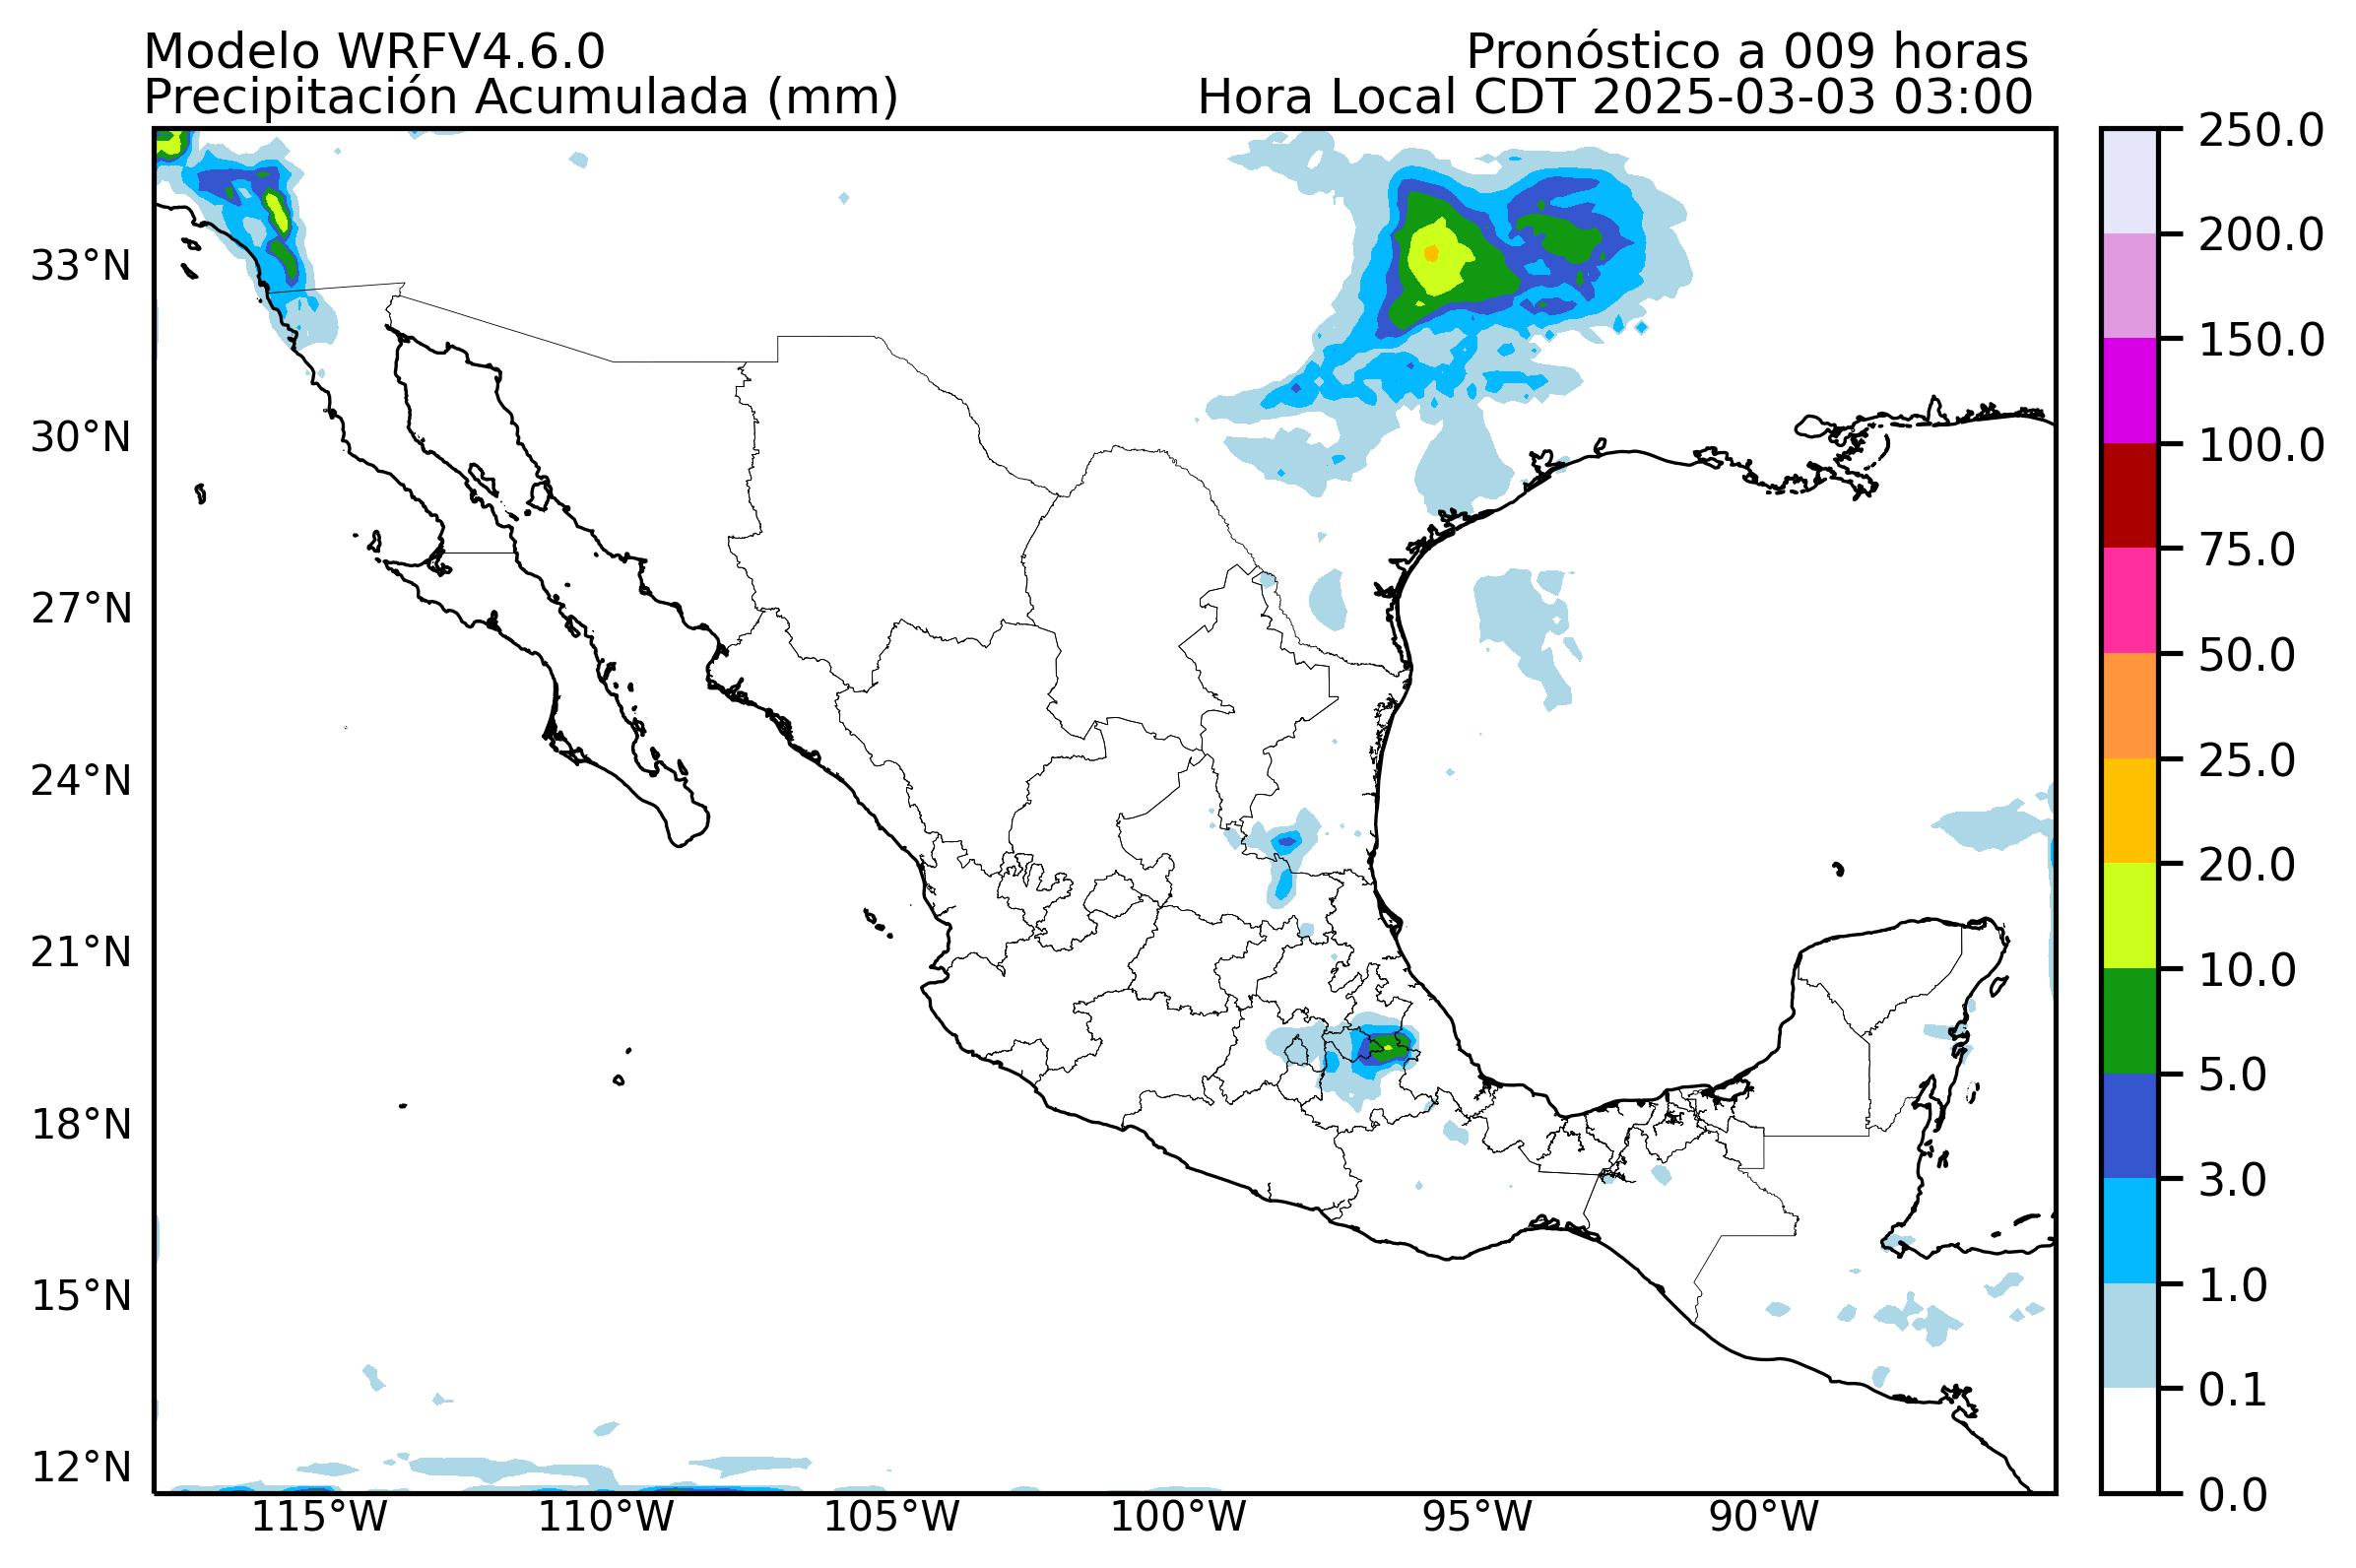 Modelo WRFV4.6.0
Pronóstico a 009 horas
Precipitación Acumulada (mm)
Hora Local CDT 2025-03-03 03:00
33°N
30°N
27°N
24°N
21°N
18°N
15°N
12°N
115°W
110°W
105°W
100°W
95°W
90°W
250.0
200.0
150.0
100.0
75.0
50.0
25.0
20.0
10.0
5.0
3.0
1.0
0.1
0.0